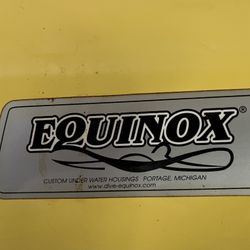 EQUINOX®
CUSTOM UNDER WATER HOUSINGS PORTAGE, MICHIGAN
www.dive-equinox.com